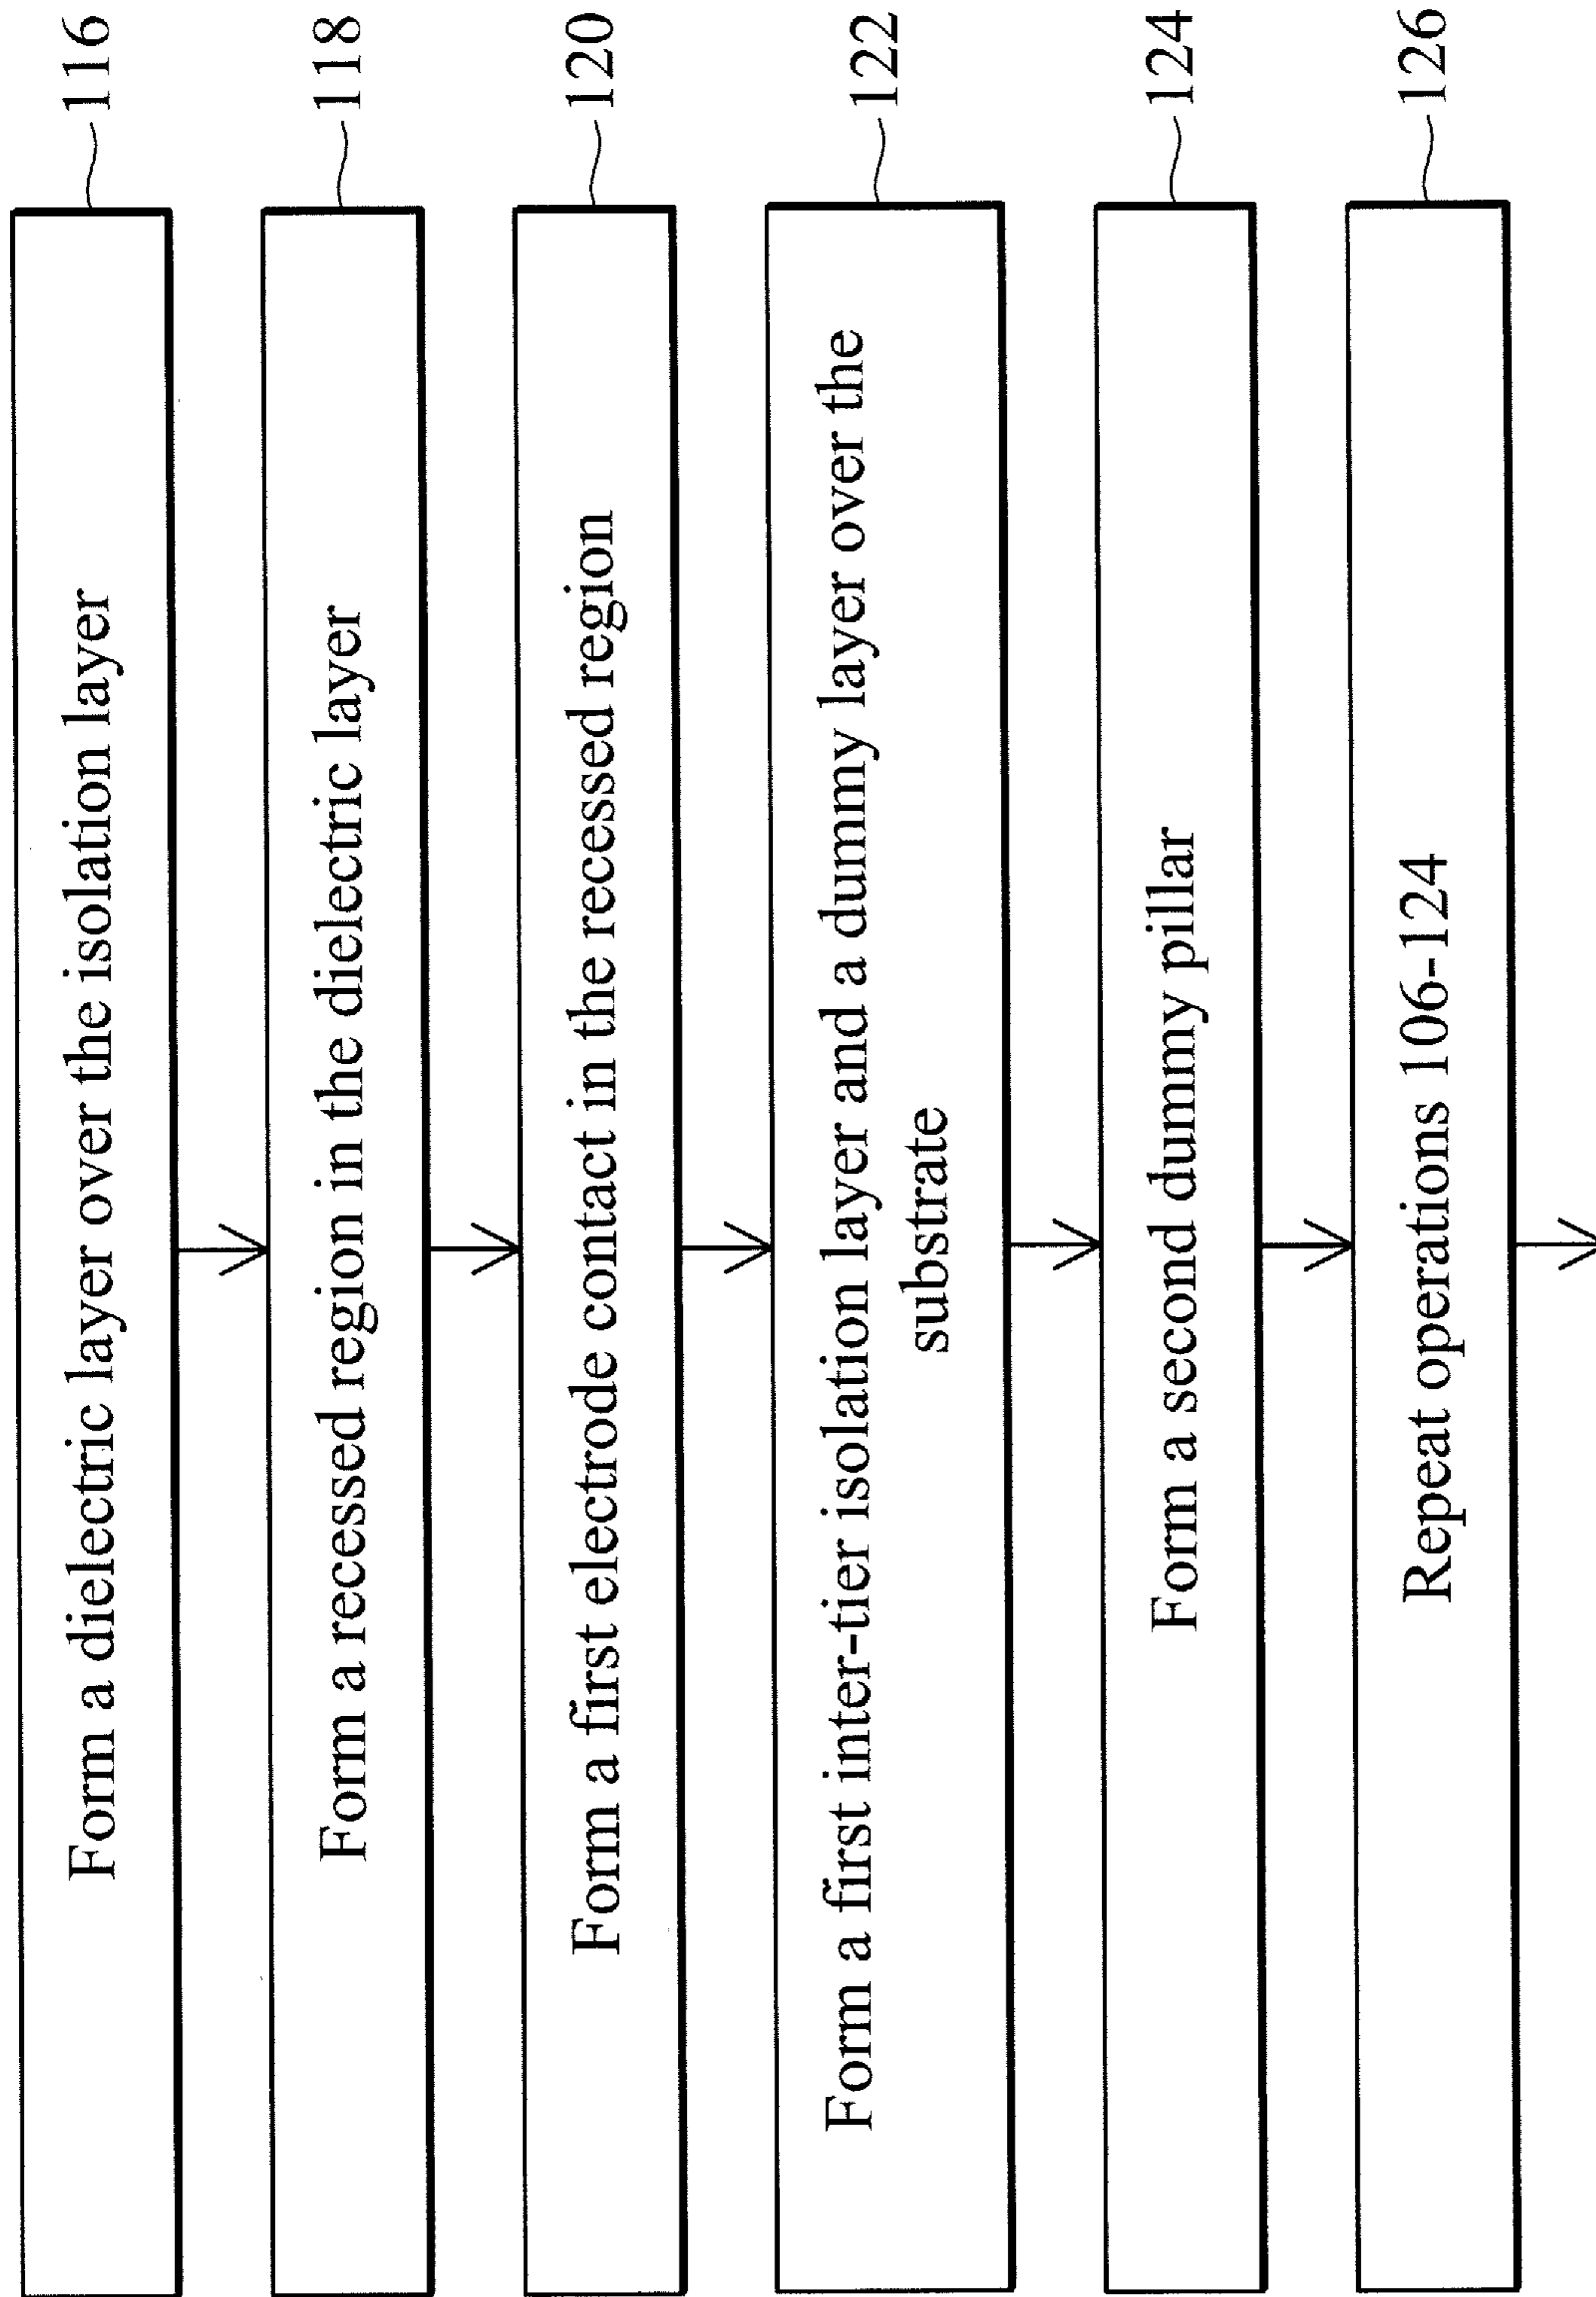 Form a dielectric layer over the isolation layer
116
Form a recessed region in the dielectric layer
118
Form a first electrode contact in the recessed region
120
Form a first inter-tier isolation layer and a dummy layer over the
substrate
122
Form a second dummy pillar
124
Repeat operations 106-124
126